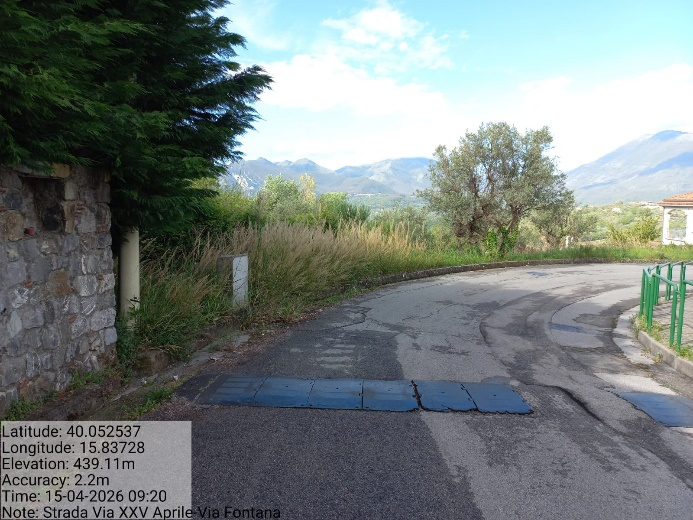 Latitude: 40.052537
Longitude: 15.83728
Elevation: 439.11m
Accuracy: 2.2m
Time: 15-04-2026 09:20
Note: Strada Via XXV Aprile-Via Fontana